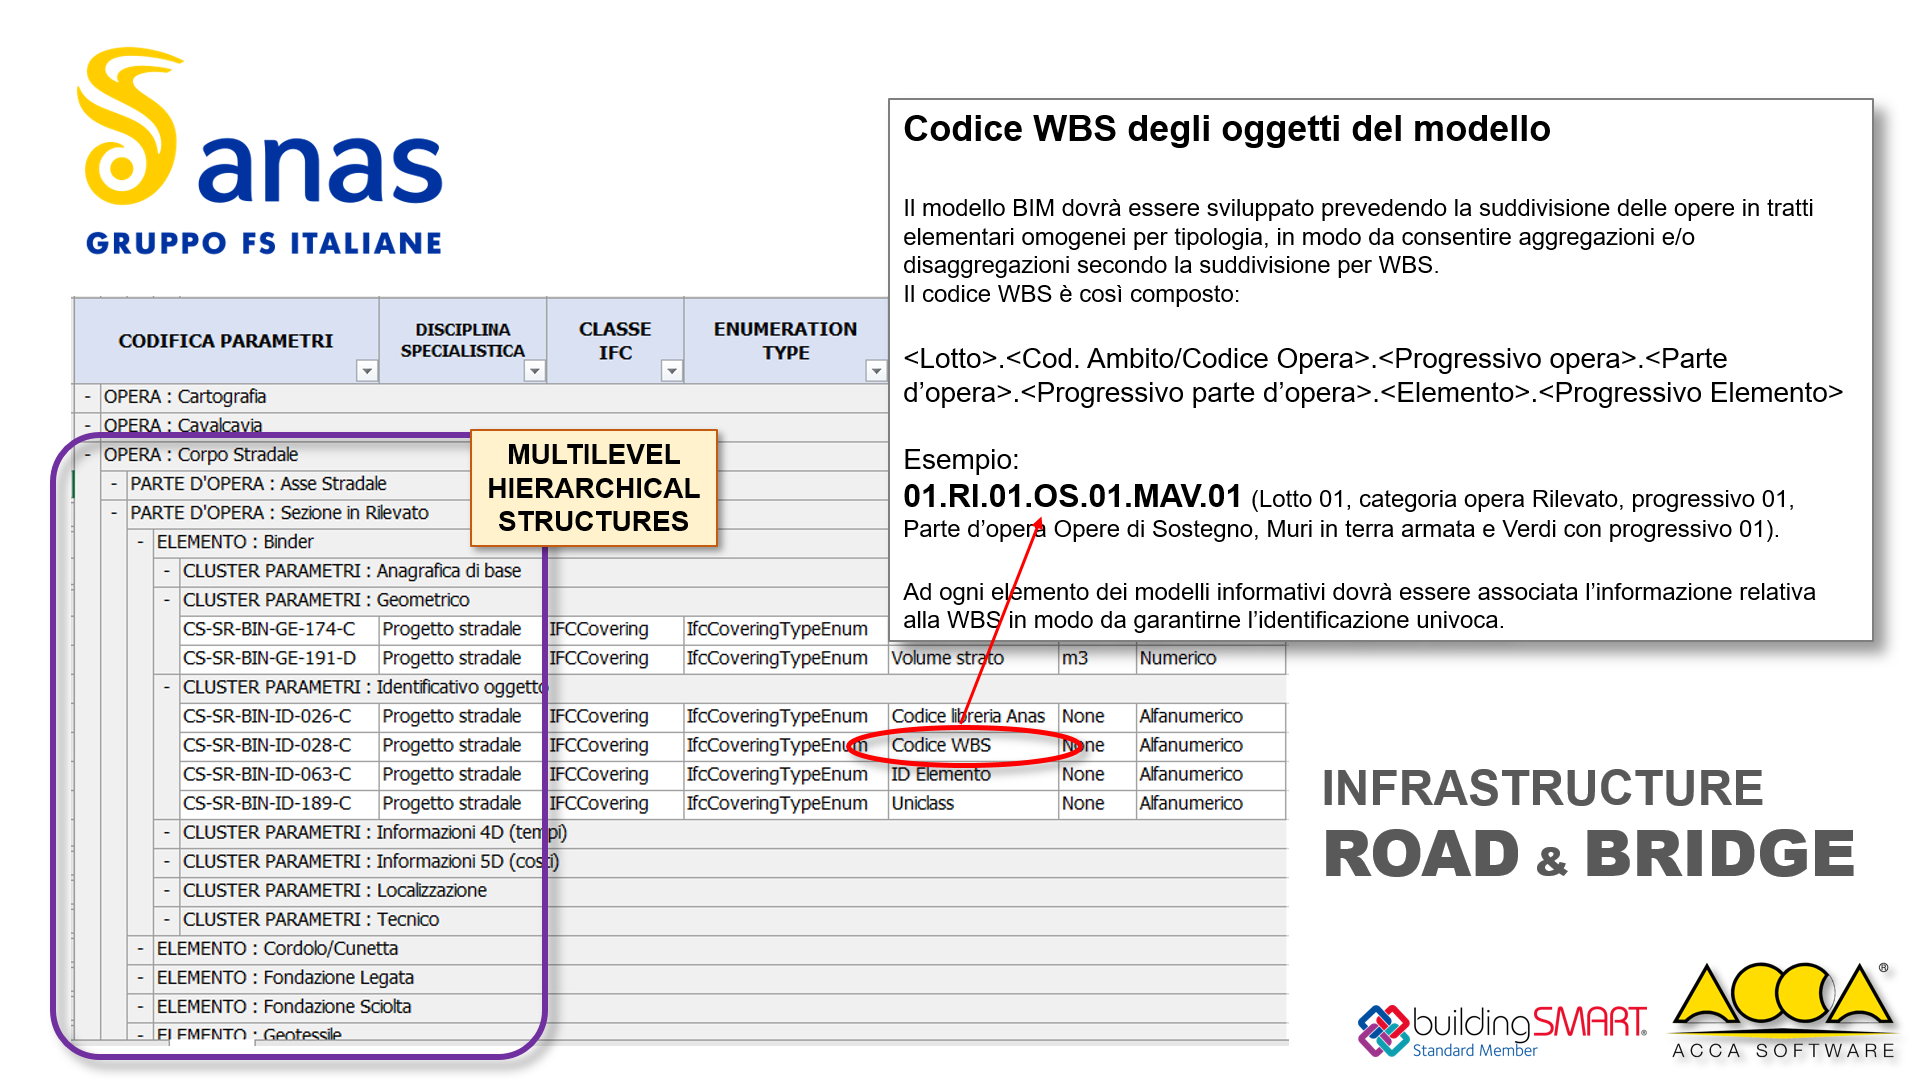 anas
GRUPPO FS ITALIANE
Codice WBS degli oggetti del modello
Il modello BIM dovrà essere sviluppato prevedendo la suddivisione delle opere in tratti
elementari omogenei per tipologia, in modo da consentire aggregazioni e/o
disaggregazioni secondo la suddivisione per WBS.
Il codice WBS è così composto:
<Lotto>.<Cod. Ambito/Codice Opera>.<Progressivo opera>.<Parte
d’opera>.<Progressivo parte d’opera>.<Elemento>.<Progressivo Elemento>
Esempio:
01.RI.01.OS.01.MAV.01 (Lotto 01, categoria opera Rilevato, progressivo 01,
Parte d’opera Opere di Sostegno, Muri in terra armata e Verdi con progressivo 01).
Ad ogni elemento dei modelli informativi dovrà essere associata l’informazione relativa
alla WBS in modo da garantirne l’identificazione univoca.
CODIFICA PARAMETRI DISCIPLINA SPECIALISTICA CLASSE IFC ENUMERATION TYPE
- OPERA : Cartografia
- OPERA : Cavalcavia
- OPERA : Corpo Stradale
MULTILEVEL
HIERARCHICAL
STRUCTURES
- PARTE D'OPERA : Asse Stradale
- PARTE D'OPERA : Sezione in Rilevato
- ELEMENTO : Binder
- CLUSTER PARAMETRI : Anagrafica di base
- CLUSTER PARAMETRI : Geometrico
CS-SR-BIN-GE-174-C Progetto stradale IFCCovering IfcCoveringTypeEnum
CS-SR-BIN-GE-191-D Progetto stradale IFCCovering IfcCoveringTypeEnum Volume strato m3 Numerico
- CLUSTER PARAMETRI : Identificativo oggetto
CS-SR-BIN-ID-026-C Progetto stradale IFCCovering IfcCoveringTypeEnum Codice libreria Anas None Alfanumerico
CS-SR-BIN-ID-028-C Progetto stradale IFCCovering IfcCoveringTypeEnum Codice WBS None Alfanumerico
CS-SR-BIN-ID-063-C Progetto stradale IFCCovering IfcCoveringTypeEnum ID Elemento None Alfanumerico
CS-SR-BIN-ID-189-C Progetto stradale IFCCovering IfcCoveringTypeEnum Uniclass None Alfanumerico
- CLUSTER PARAMETRI : Informazioni 4D (tempi)
- CLUSTER PARAMETRI : Informazioni 5D (costi)
- CLUSTER PARAMETRI : Localizzazione
- CLUSTER PARAMETRI : Tecnico
- ELEMENTO : Cordolo/Cunetta
- ELEMENTO : Fondazione Legata
- ELEMENTO : Fondazione Sciolta
- ELEMENTO : Geotessile
INFRASTRUCTURE
ROAD & BRIDGE
buildingSMART®
Standard Member
ACCA®
ACCA SOFTWARE